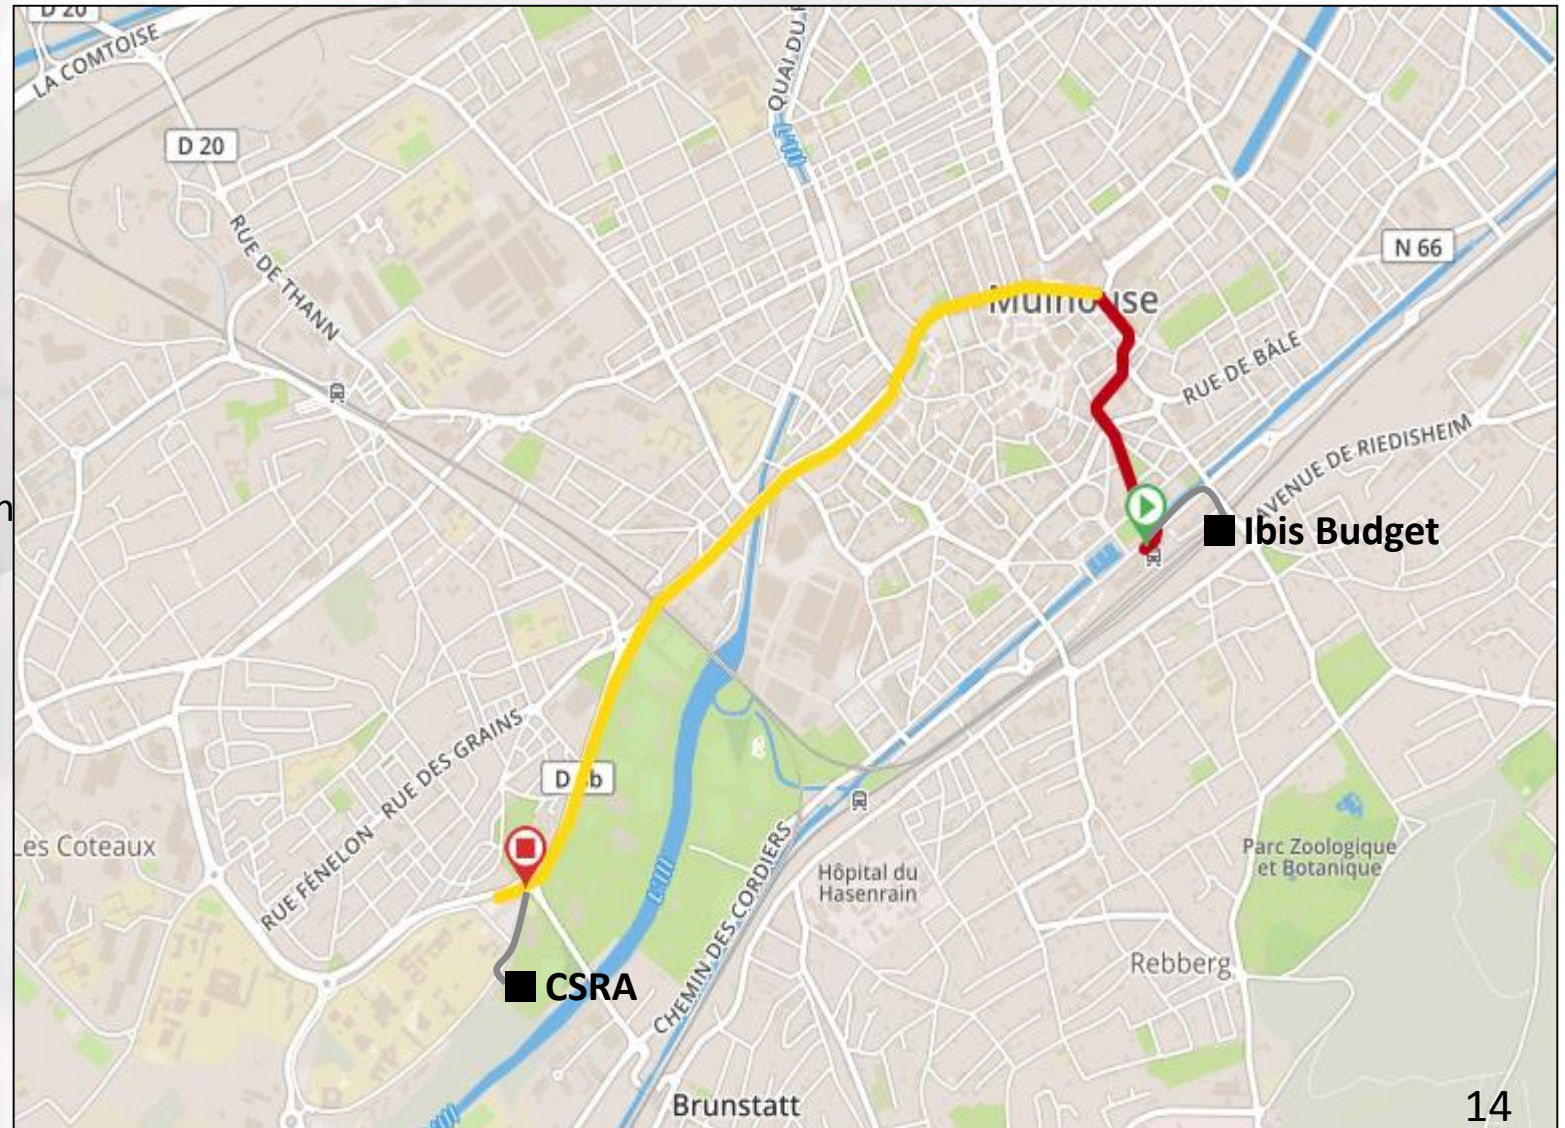 D 20
LA COMTOISE
QUAI DU
D 20
RUE DE THANN
N 66
Mulhouse
RUE DE BÂLE
AVENUE DE RIEDISHEIM
n
Ibis Budget
RUE FÉNELON - RUE DES GRAINS
Les Coteaux
Hôpital du
Hasenrain
Parc Zoologique
et Botanique
CHEMIN DES CORDIERS
Rebberg
CSRA
Brunstatt
14